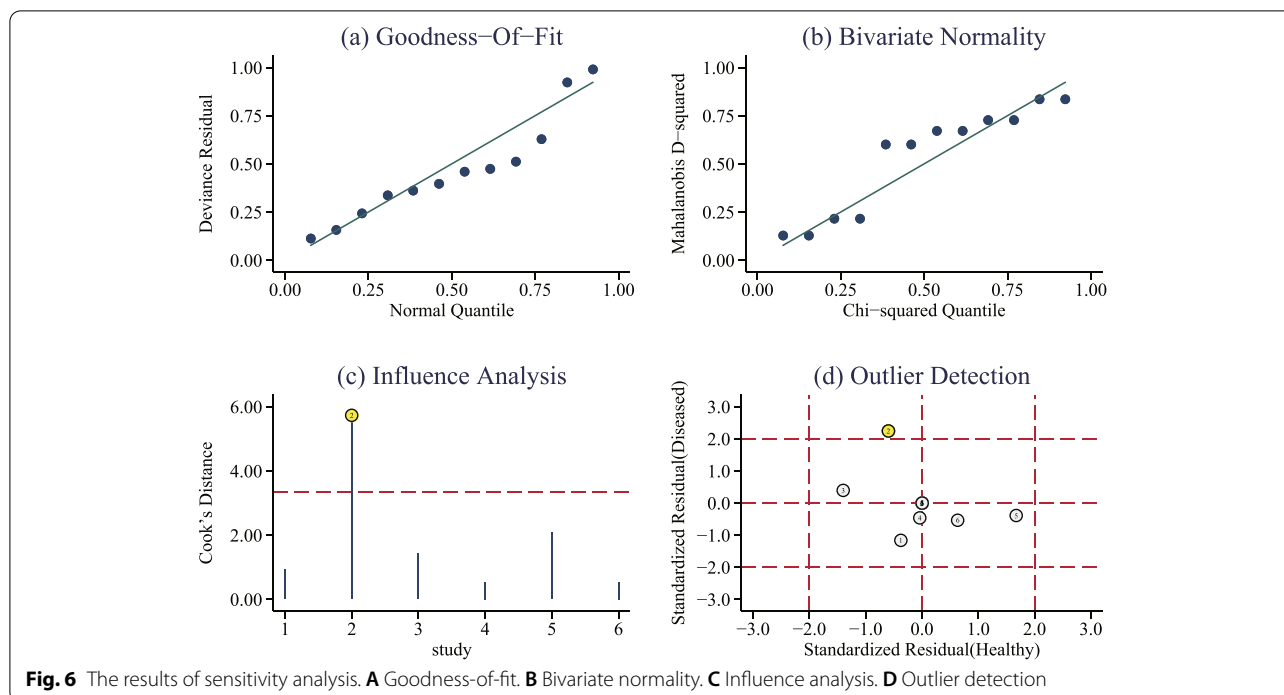 (a) Goodness−Of−Fit
Deviance Residual
1.00
0.75
0.50
0.25
0.00
0.00 0.25 0.50 0.75 1.00
Normal Quantile
(b) Bivariate Normality
Mahalanobis D−squared
1.00
0.75
0.50
0.25
0.00
0.00 0.25 0.50 0.75 1.00
Chi−squared Quantile
(c) Influence Analysis
Cook's Distance
6.00
4.00
2.00
0.00
2
1 2 3 4 5 6
study
(d) Outlier Detection
Standardized Residual(Diseased)
3.0
2.0
1.0
0.0
−1.0
−2.0
−3.0
2
3
4
6
5
1
−3.0 −2.0 −1.0 0.0 1.0 2.0 3.0
Standardized Residual(Healthy)
Fig. 6 The results of sensitivity analysis. A Goodness-of-fit. B Bivariate normality. C Influence analysis. D Outlier detection